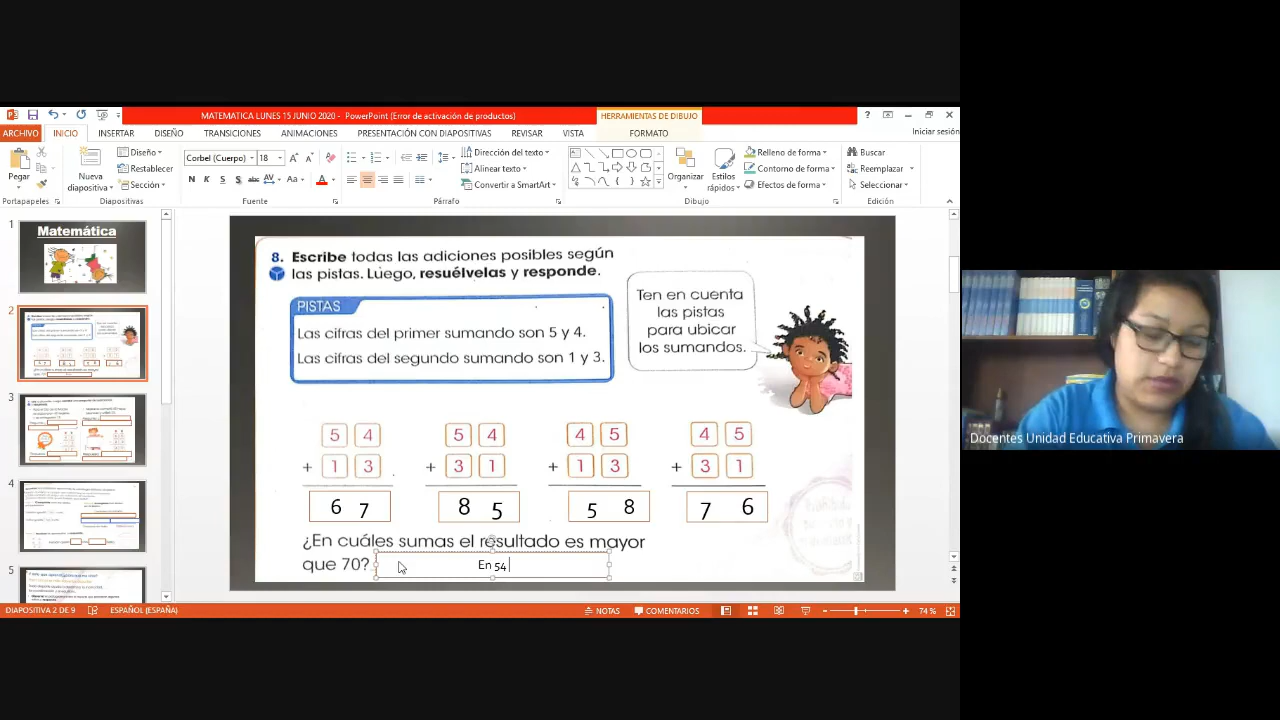 MATEMATICA LUNES 15 JUNIO 2020 - PowerPoint (Error de activación de productos)
HERRAMIENTAS DE DIBUJO
Iniciar sesión
ARCHIVO INICIO INSERTAR DISEÑO TRANSICIONES ANIMACIONES PRESENTACIÓN CON DIAPOSITIVAS REVISAR VISTA FORMATO
Pegar
Nueva diapositiva
Diseño
Restablecer
Sección
Corbel (Cuerpo) 18
N K S S abc AV Aa A
Dirección del texto
Alinear texto
Convertir a SmartArt
Organizar
Estilos rápidos
Relleno de forma
Contorno de forma
Efectos de forma
Buscar
Reemplazar
Seleccionar
Portapapeles Diapositivas Fuente Párrafo Dibujo Edición
1
Matemática
2
3
4
5
8. Escribe todas las adiciones posibles según
las pistas. Luego, resuélvelas y responde.
PISTAS
Las cifras del primer sumando son 5 y 4.
Las cifras del segundo sumando son 1 y 3.
Ten en cuenta
las pistas
para ubicar
los sumandos.
5 4 5 4 4 5 4 5
+ 1 3 + 3 1 + 1 3 + 3 1
6 7 8 5 5 8 7 6
¿En cuáles sumas el resultado es mayor
que 70? En 54
Docentes Unidad Educativa Primavera
DIAPOSITIVA 2 DE 9 ESPAÑOL (ESPAÑA) NOTAS COMENTARIOS 74 %